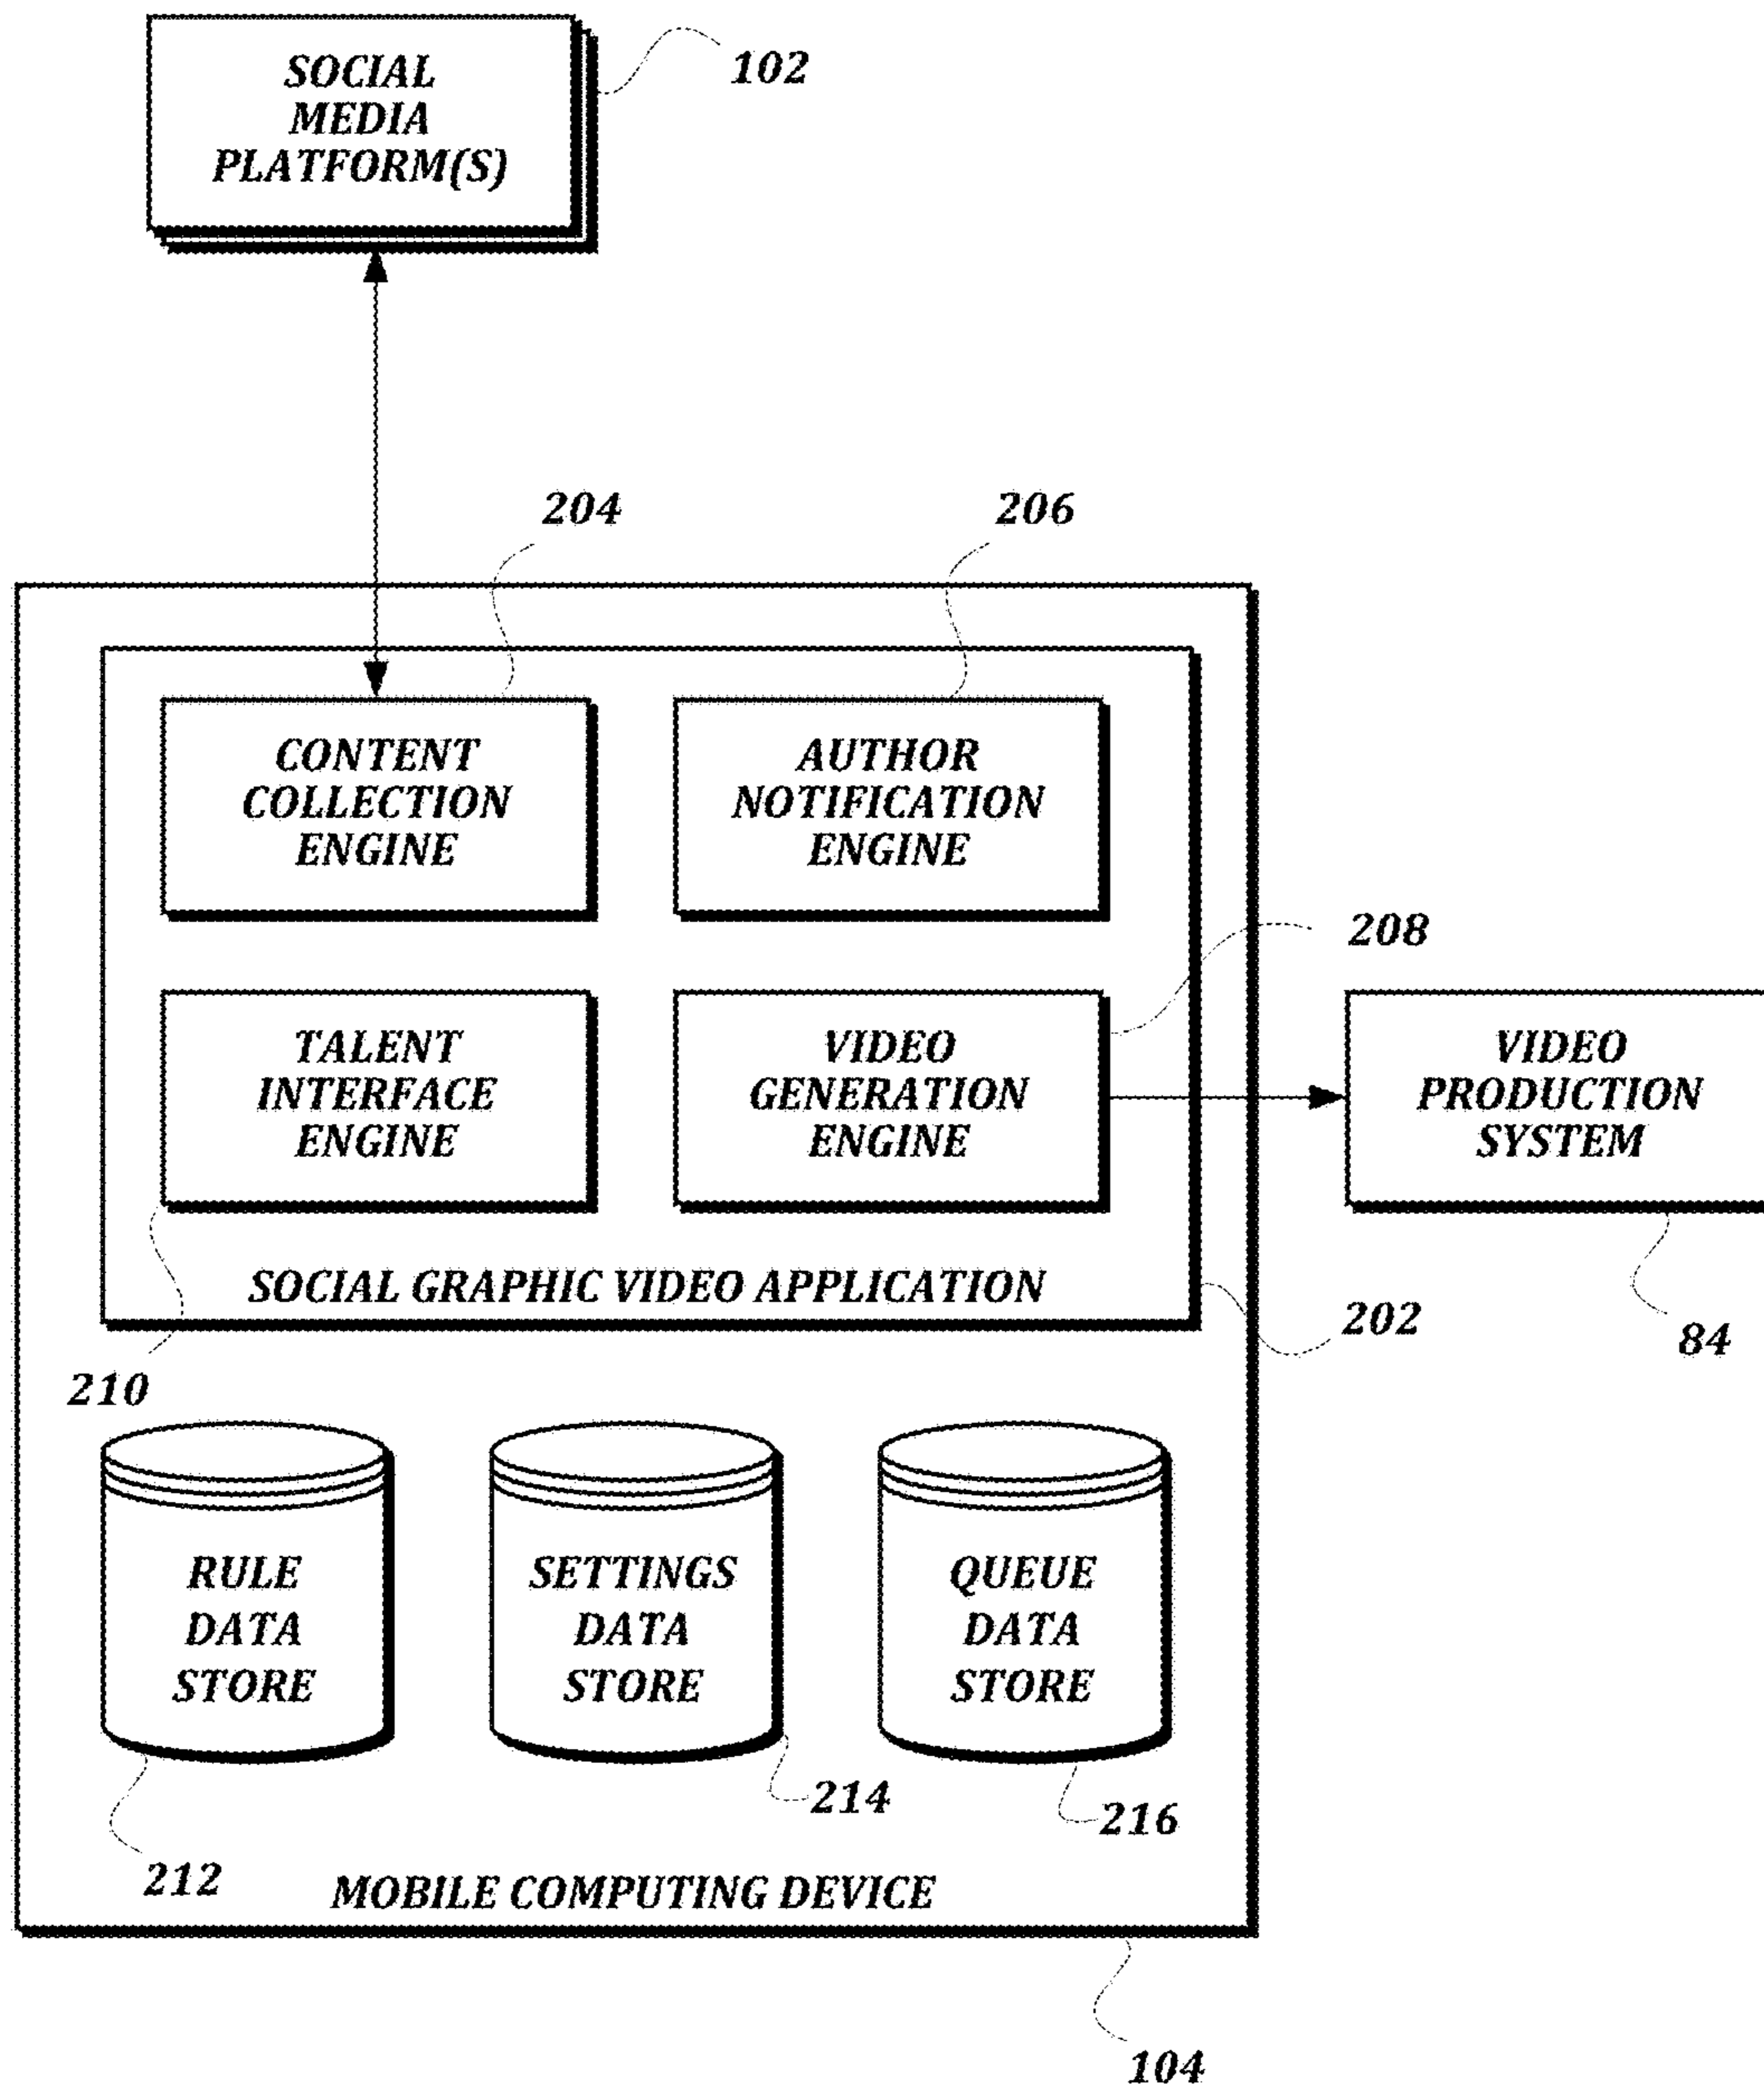 SOCIAL
MEDIA
PLATFORM(S)
102
204
206
CONTENT
COLLECTION
ENGINE
AUTHOR
NOTIFICATION
ENGINE
208
TALENT
INTERFACE
ENGINE
VIDEO
GENERATION
ENGINE
VIDEO
PRODUCTION
SYSTEM
SOCIAL GRAPHIC VIDEO APPLICATION
202
84
210
RULE
DATA
STORE
SETTINGS
DATA
STORE
QUEUE
DATA
STORE
214
216
212
MOBILE COMPUTING DEVICE
104